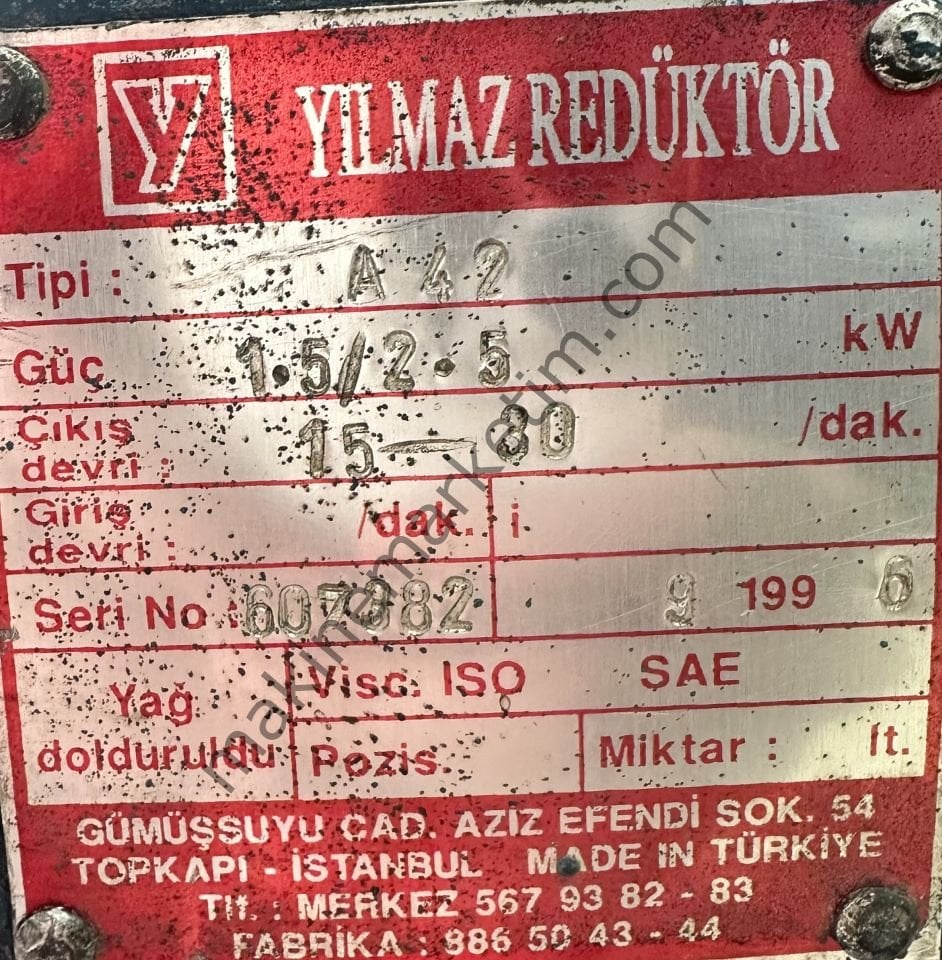 Y
YILMAZ REDÜKTÖR
Tipi : A 42
Güç 1.5/2.5 kW
Çıkış devri : 15—30 /dak.
Giriş devri : /dak. i
Seri No : 607382 9 199 6
Yağ dolduruldu
Visc. ISO SAE
Pozis. Miktar : lt.
GÜMÜŞSUYU CAD. AZİZ EFENDİ SOK. 54
TOPKAPI - İSTANBUL MADE IN TÜRKİYE
Tlf. : MERKEZ 567 93 82 - 83
FABRİKA : 886 50 43 - 44
makinemarketim.com